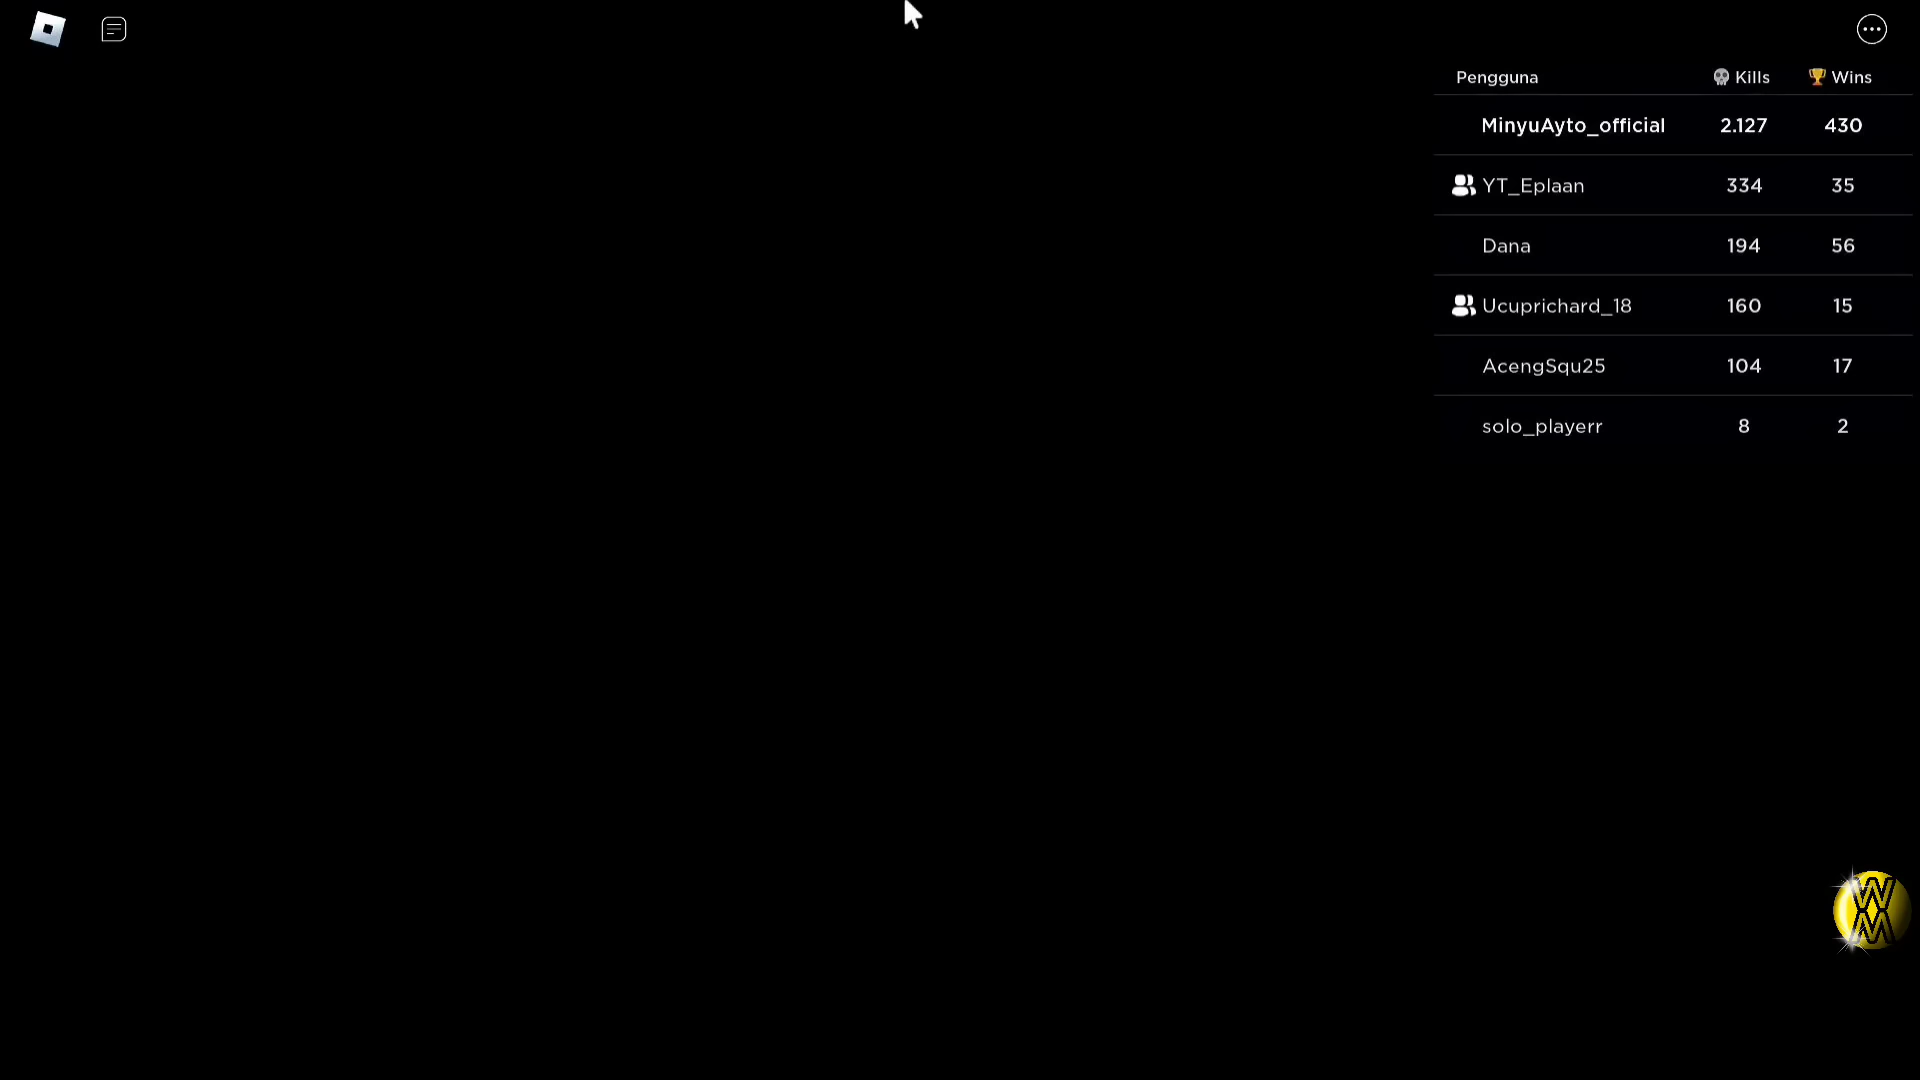 Pengguna 💀 Kills 🏆 Wins
MinyuAyto_official 2.127 430
YT_Eplaan 334 35
Dana 194 56
Ucuprichard_18 160 15
AcengSqu25 104 17
solo_playerr 8 2
WM